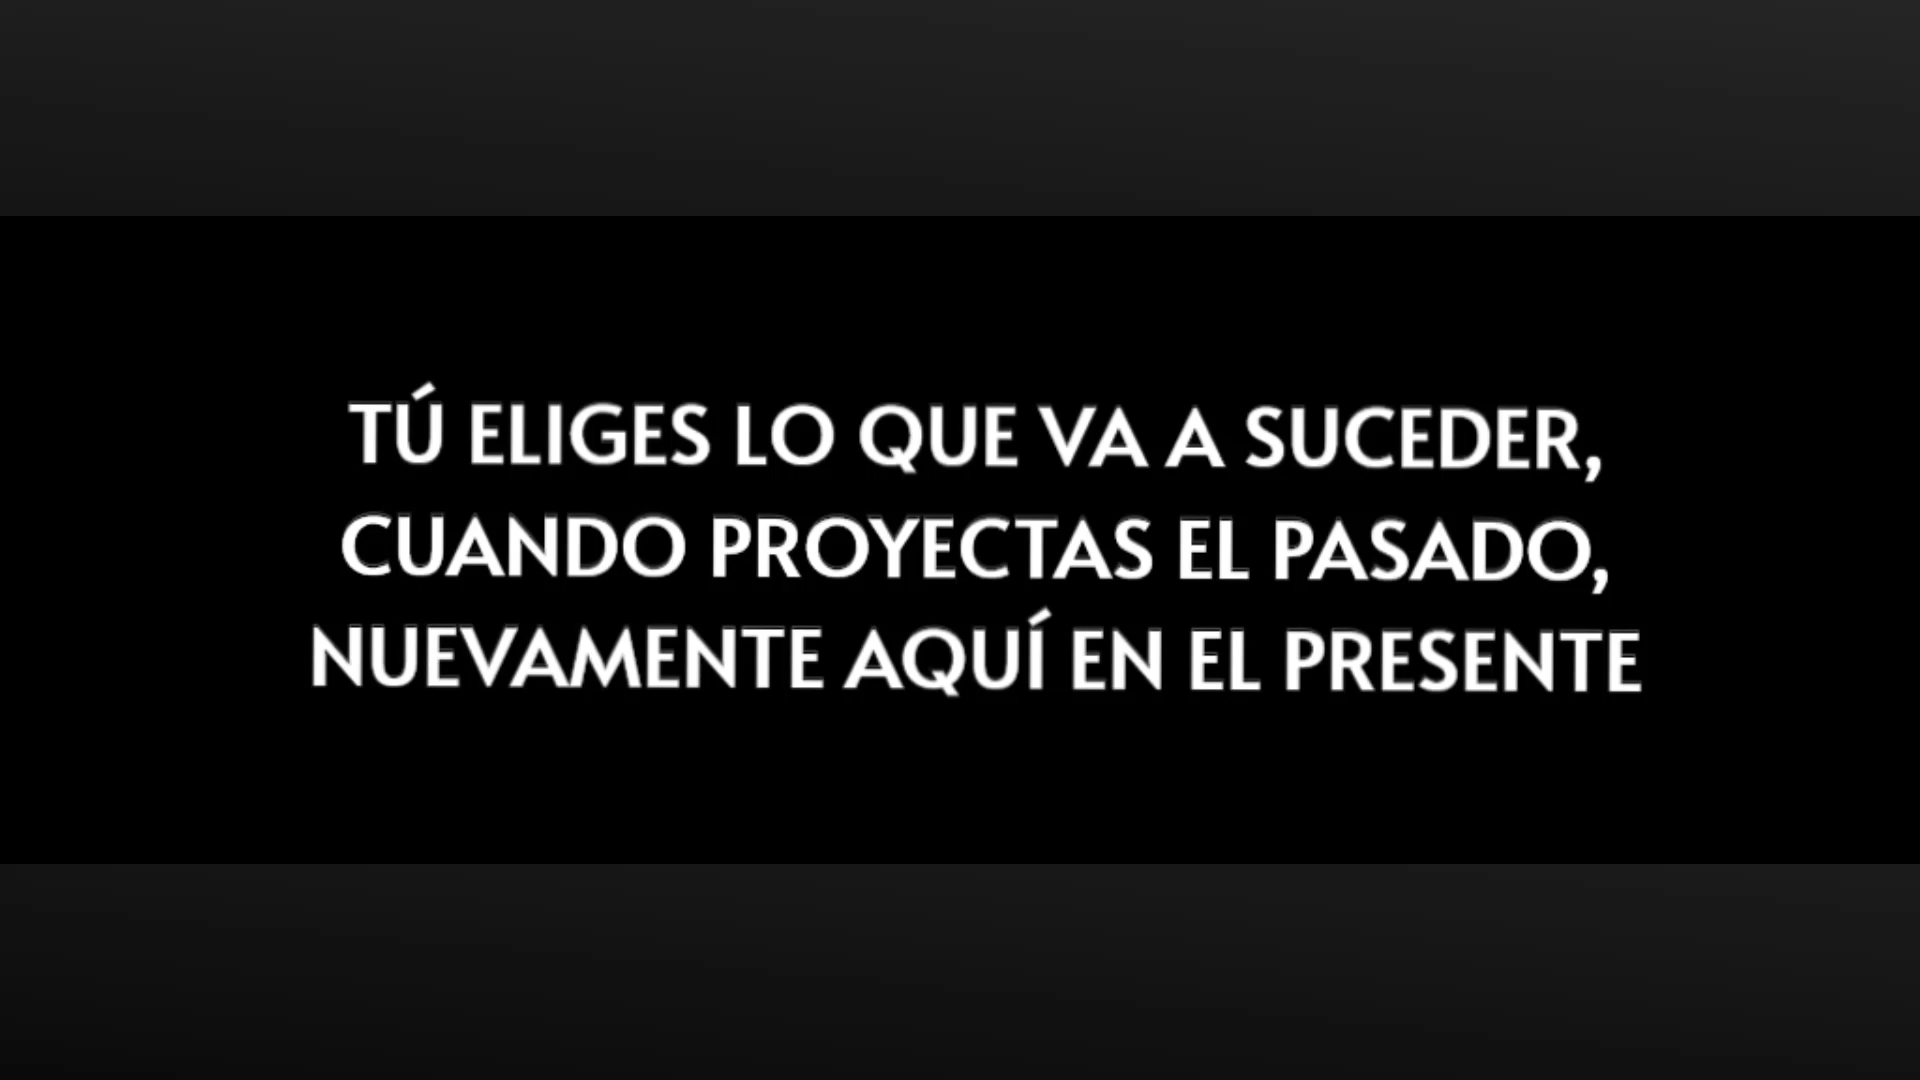 TÚ ELIGES LO QUE VA A SUCEDER,
CUANDO PROYECTAS EL PASADO,
NUEVAMENTE AQUÍ EN EL PRESENTE